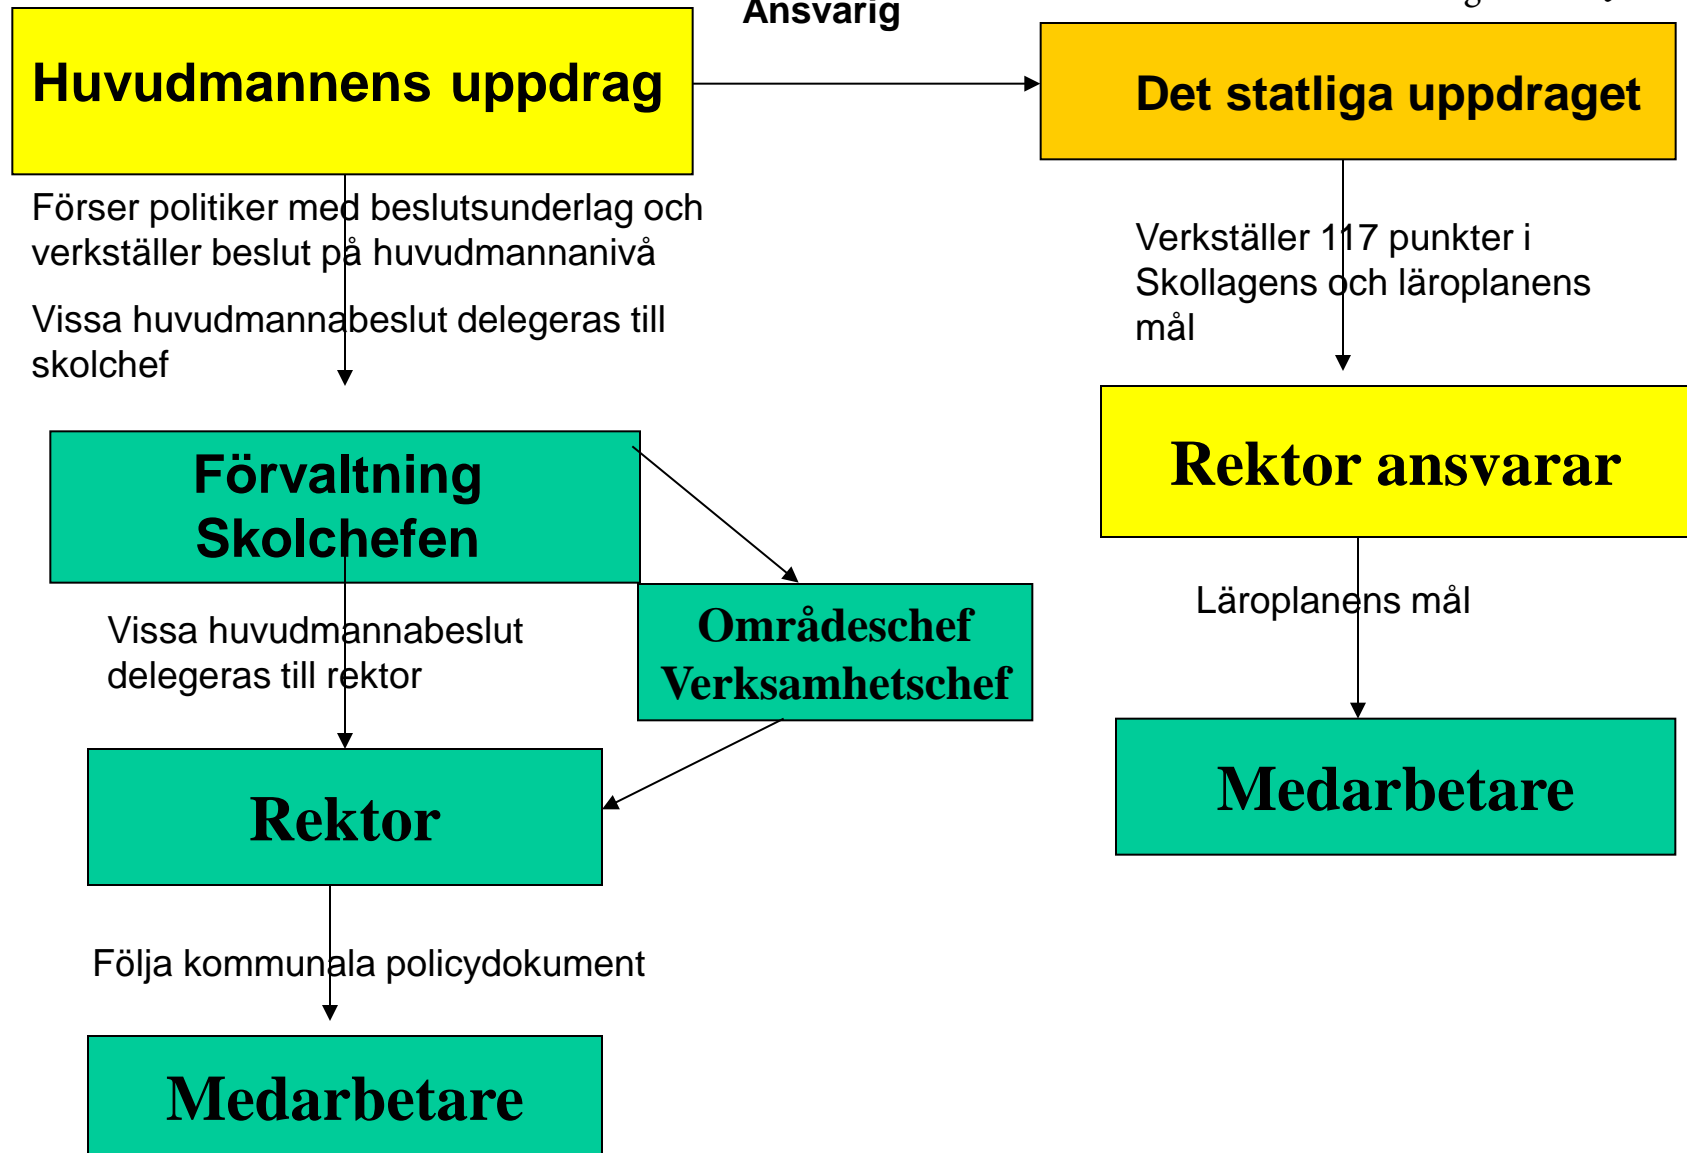 Ansvarig
Huvudmannens uppdrag
Det statliga uppdraget
Förser politiker med beslutsunderlag och
verkställer beslut på huvudmannanivå
Vissa huvudmannabeslut delegeras till
skolchef
Verkställer 117 punkter i
Skollagens och läroplanens
mål
Förvaltning
Skolchefen
Rektor ansvarar
Vissa huvudmannabeslut
delegeras till rektor
Områdeschef
Verksamhetschef
Läroplanens mål
Rektor
Medarbetare
Följa kommunala policydokument
Medarbetare